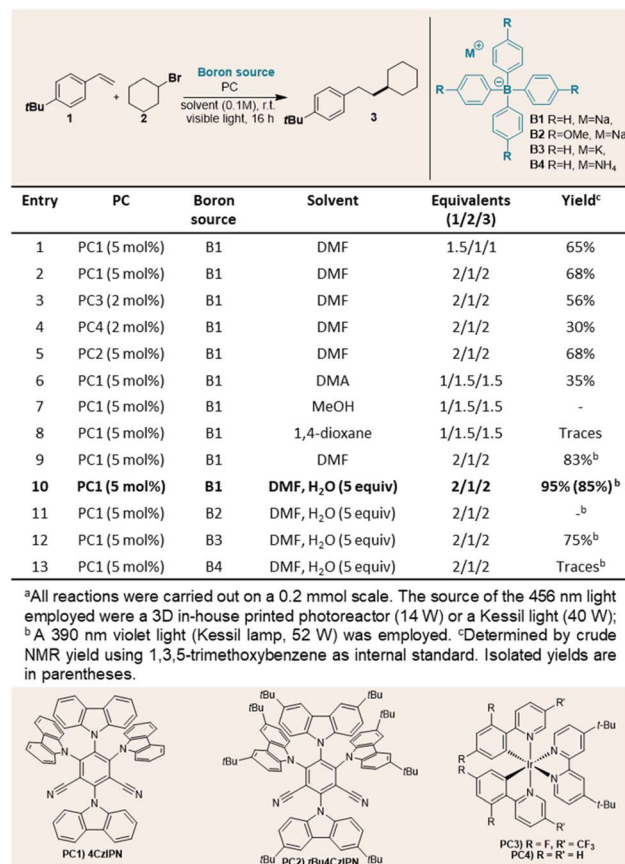 Br
Boron source
PC
solvent (0.1M), r.t.
visible light, 16 h
tBu
1
+
2
tBu
3
R
M⊕
R
B⊖
R
R
B1 R=H, M=Na,
B2 R=OMe, M=Na
B3 R=H, M=K,
B4 R=H, M=NH₄
Entry PC Boron source Solvent Equivalents (1/2/3) Yieldᶜ
1 PC1 (5 mol%) B1 DMF 1.5/1/1 65%
2 PC1 (5 mol%) B1 DMF 2/1/2 68%
3 PC3 (2 mol%) B1 DMF 2/1/2 56%
4 PC4 (2 mol%) B1 DMF 2/1/2 30%
5 PC2 (5 mol%) B1 DMF 2/1/2 68%
6 PC1 (5 mol%) B1 DMA 1/1.5/1.5 35%
7 PC1 (5 mol%) B1 MeOH 1/1.5/1.5 -
8 PC1 (5 mol%) B1 1,4-dioxane 1/1.5/1.5 Traces
9 PC1 (5 mol%) B1 DMF 2/1/2 83%ᵇ
10 PC1 (5 mol%) B1 DMF, H₂O (5 equiv) 2/1/2 95% (85%)ᵇ
11 PC1 (5 mol%) B2 DMF, H₂O (5 equiv) 2/1/2 -ᵇ
12 PC1 (5 mol%) B3 DMF, H₂O (5 equiv) 2/1/2 75%ᵇ
13 PC1 (5 mol%) B4 DMF, H₂O (5 equiv) 2/1/2 Tracesᵇ
ᵃAll reactions were carried out on a 0.2 mmol scale. The source of the 456 nm light
employed were a 3D in-house printed photoreactor (14 W) or a Kessil light (40 W);
ᵇ A 390 nm violet light (Kessil lamp, 52 W) was employed. ᶜDetermined by crude
NMR yield using 1,3,5-trimethoxybenzene as internal standard. Isolated yields are
in parentheses.
N
N
N
NC
CN
N
PC1) 4CzIPN
tBu
tBu
tBu
tBu
N
N
N
tBu
tBu
NC
CN
N
tBu
tBu
PC2) tBu4CzIPN
R'
R
t-Bu
N
N
R
Ir
R
N
N
t-Bu
R
R'
PC3) R = F, R' = CF₃
PC4) R = R' = H